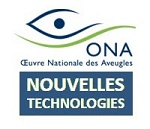 ONA
Œuvre Nationale des Aveugles
NOUVELLES
TECHNOLOGIES